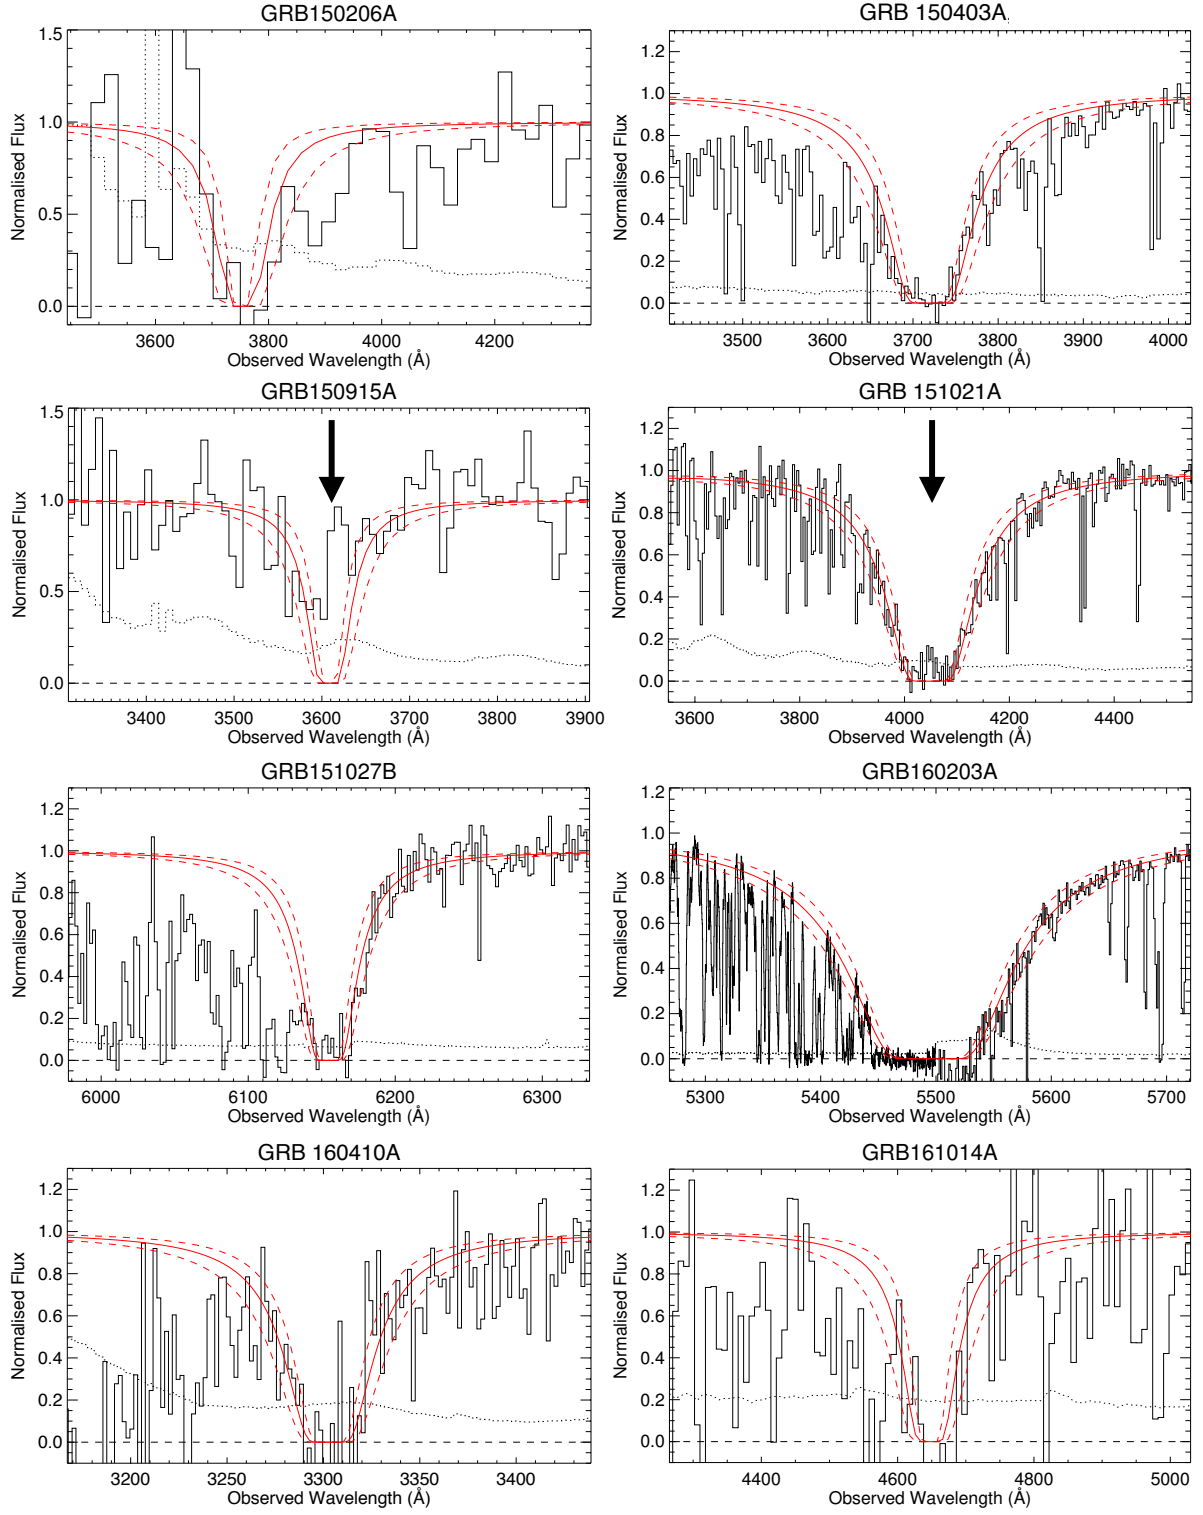 GRB150206A
1.5
1.0
0.5
0.0
Normalised Flux
3600 3800 4000 4200
Observed Wavelength (Å)
GRB 150403A
1.2
1.0
0.8
0.6
0.4
0.2
0.0
Normalised Flux
3500 3600 3700 3800 3900 4000
Observed Wavelength (Å)
GRB150915A
1.5
1.0
0.5
0.0
Normalised Flux
3400 3500 3600 3700 3800 3900
Observed Wavelength (Å)
GRB 151021A
1.2
1.0
0.8
0.6
0.4
0.2
0.0
Normalised Flux
3600 3800 4000 4200 4400
Observed Wavelength (Å)
GRB151027B
1.2
1.0
0.8
0.6
0.4
0.2
0.0
Normalised Flux
6000 6100 6200 6300
Observed Wavelength (Å)
GRB160203A
1.2
1.0
0.8
0.6
0.4
0.2
0.0
Normalised Flux
5300 5400 5500 5600 5700
Observed Wavelength (Å)
GRB 160410A
1.2
1.0
0.8
0.6
0.4
0.2
0.0
Normalised Flux
3200 3250 3300 3350 3400
Observed Wavelength (Å)
GRB161014A
1.2
1.0
0.8
0.6
0.4
0.2
0.0
Normalised Flux
4400 4600 4800 5000
Observed Wavelength (Å)